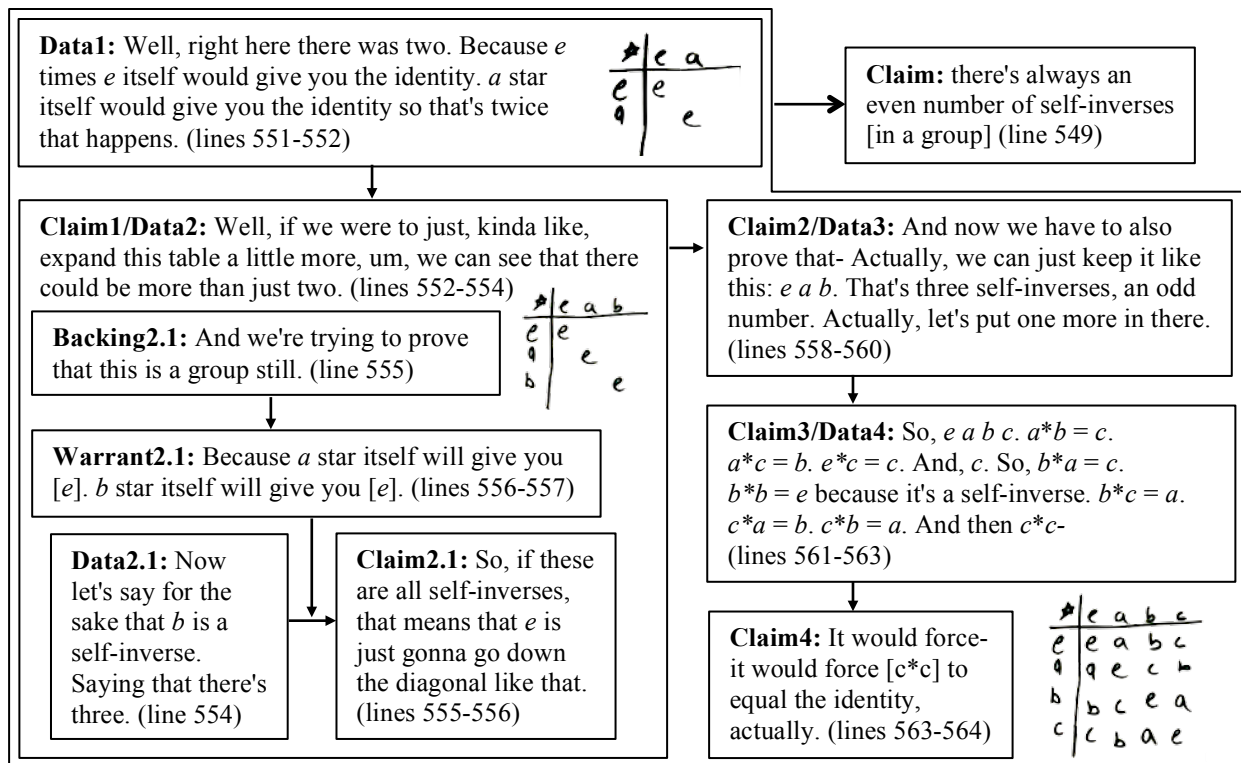 Data1: Well, right here there was two. Because e
times e itself would give you the identity. a star
itself would give you the identity so that's twice
that happens. (lines 551-552)
* e a
e e
a e
Claim: there's always an
even number of self-inverses
[in a group] (line 549)
Claim1/Data2: Well, if we were to just, kinda like,
expand this table a little more, um, we can see that there
could be more than just two. (lines 552-554)
* e a b
e e
a e
b e
Backing2.1: And we're trying to prove
that this is a group still. (line 555)
Warrant2.1: Because a star itself will give you
[e]. b star itself will give you [e]. (lines 556-557)
Data2.1: Now
let's say for the
sake that b is a
self-inverse.
Saying that there's
three. (line 554)
Claim2.1: So, if these
are all self-inverses,
that means that e is
just gonna go down
the diagonal like that.
(lines 555-556)
Claim2/Data3: And now we have to also
prove that- Actually, we can just keep it like
this: e a b. That's three self-inverses, an odd
number. Actually, let's put one more in there.
(lines 558-560)
Claim3/Data4: So, e a b c. a*b = c.
a*c = b. e*c = c. And, c. So, b*a = c.
b*b = e because it's a self-inverse. b*c = a.
c*a = b. c*b = a. And then c*c-
(lines 561-563)
Claim4: It would force-
it would force [c*c] to
equal the identity,
actually. (lines 563-564)
* e a b c
e e a b c
a a e c b
b b c e a
c c b a e